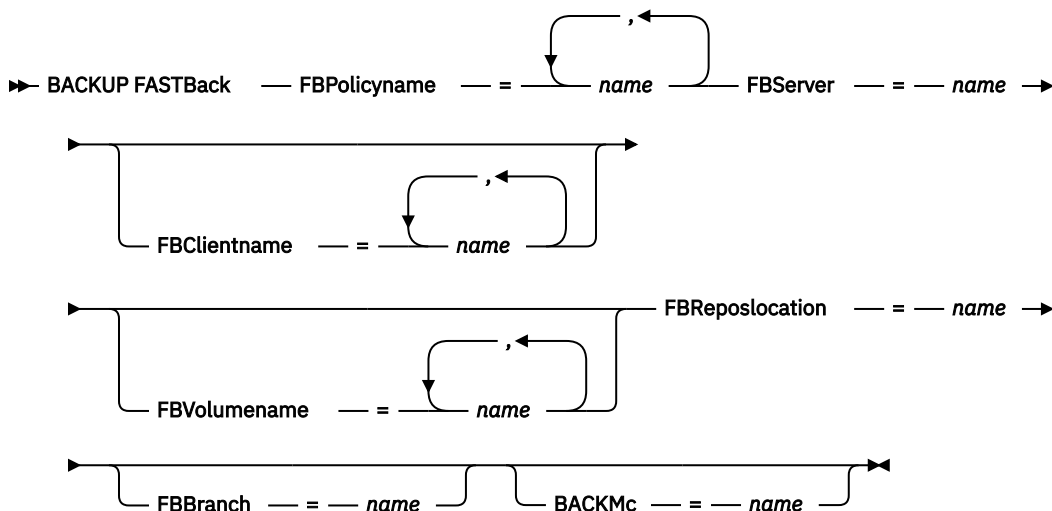 ,
BACKUP FASTBack FBPolicyname = name FBServer = name
,
FBClientname = name
FBReposlocation = name
,
FBVolumename = name
FBBranch = name BACKMc = name